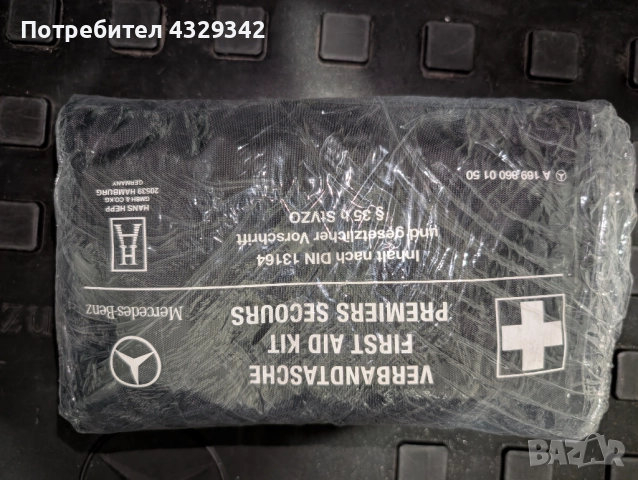 Потребител 4329342
VERBANDTASCHE
FIRST AID KIT
PREMIERS SECOURS
Mercedes-Benz
Inhalt nach DIN 13164
und gesetzlicher Vorschrift
§ 35 h StVZO
H
HANS HEPP
GMBH & CO.KG
20539 HAMBURG
GERMANY
A 169 860 01 50
BAZAR